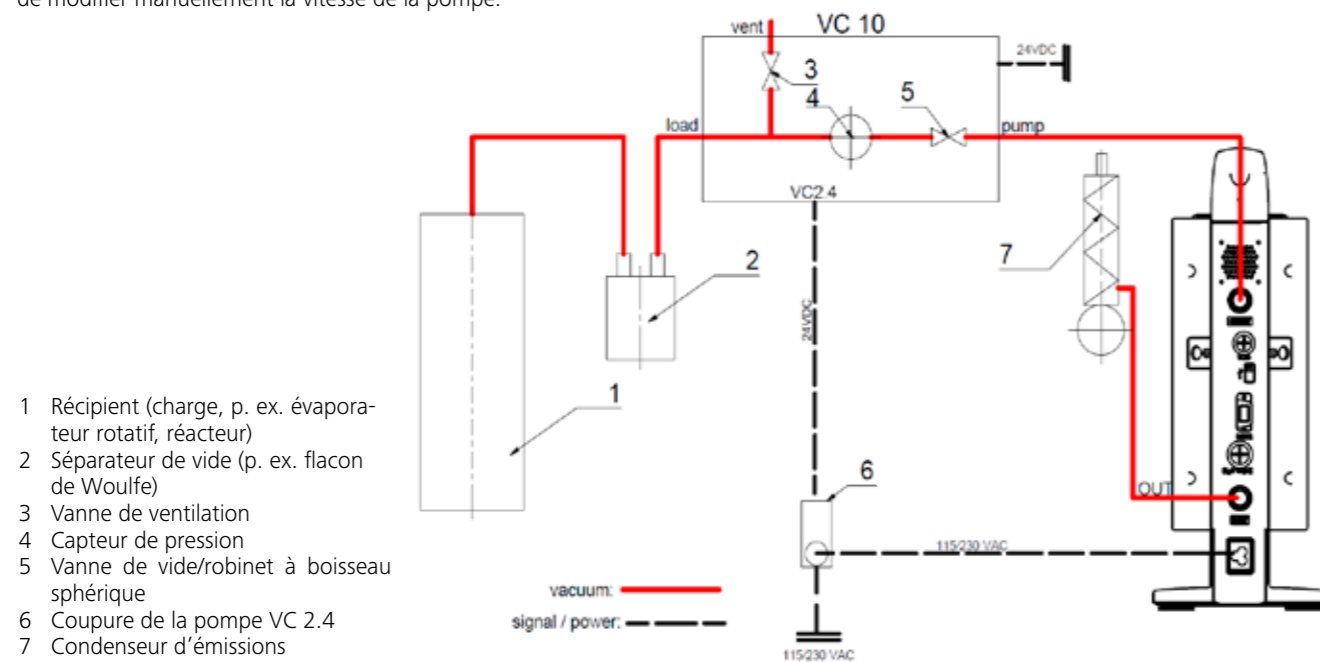 de modifier manuellement la vitesse de la pompe.
vent
VC 10
24VDC
3
4
5
load
pump
VC2.4
2
7
24VDC
1
1 Récipient (charge, p. ex. évapora-
teur rotatif, réacteur)
2 Séparateur de vide (p. ex. flacon
de Woulfe)
3 Vanne de ventilation
4 Capteur de pression
5 Vanne de vide/robinet à boisseau
sphérique
6 Coupure de la pompe VC 2.4
7 Condenseur d'émissions
6
OUT
115/230 VAC
vacuum:
signal / power:
115/230 VAC